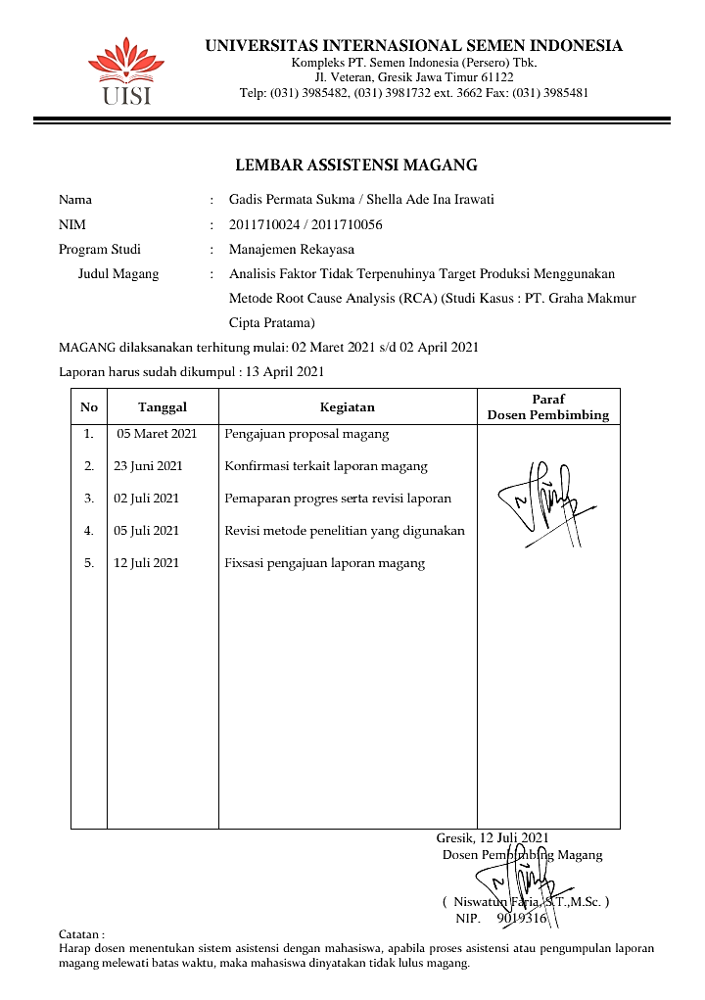 UISI
UNIVERSITAS INTERNASIONAL SEMEN INDONESIA
Kompleks PT. Semen Indonesia (Persero) Tbk.
Jl. Veteran, Gresik Jawa Timur 61122
Telp: (031) 3985482, (031) 3981732 ext. 3662 Fax: (031) 3985481
LEMBAR ASSISTENSI MAGANG
Nama : Gadis Permata Sukma / Shella Ade Ina Irawati
NIM : 2011710024 / 2011710056
Program Studi : Manajemen Rekayasa
Judul Magang : Analisis Faktor Tidak Terpenuhinya Target Produksi Menggunakan
Metode Root Cause Analysis (RCA) (Studi Kasus : PT. Graha Makmur
Cipta Pratama)
MAGANG dilaksanakan terhitung mulai: 02 Maret 2021 s/d 02 April 2021
Laporan harus sudah dikumpul : 13 April 2021
No Tanggal Kegiatan Paraf
Dosen Pembimbing
1. 05 Maret 2021 Pengajuan proposal magang
2. 23 Juni 2021 Konfirmasi terkait laporan magang
3. 02 Juli 2021 Pemaparan progres serta revisi laporan
4. 05 Juli 2021 Revisi metode penelitian yang digunakan
5. 12 Juli 2021 Fixsasi pengajuan laporan magang
Gresik, 12 Juli 2021
Dosen Pembimbing Magang
( Niswatun Faria, S.T.,M.Sc. )
NIP. 9019316
Catatan :
Harap dosen menentukan sistem asistensi dengan mahasiswa, apabila proses asistensi atau pengumpulan laporan
magang melewati batas waktu, maka mahasiswa dinyatakan tidak lulus magang.